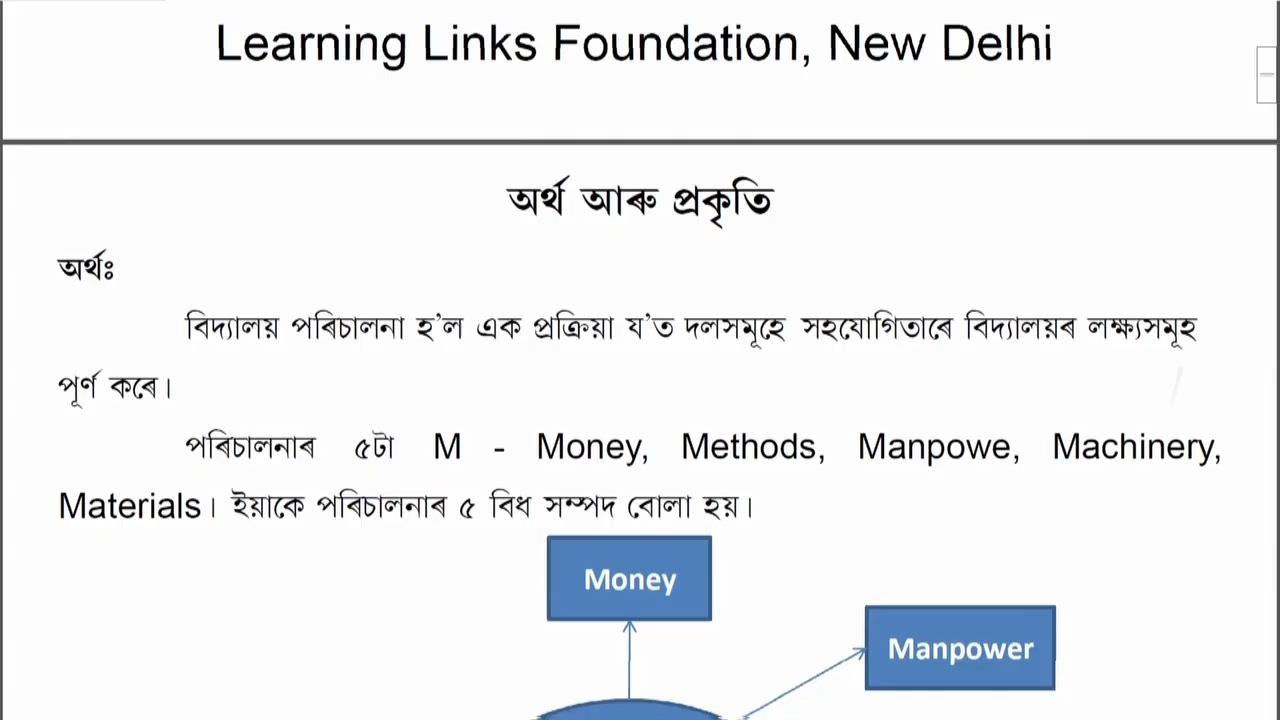 Learning Links Foundation, New Delhi
অৰ্থ আৰু প্ৰকৃতি
অৰ্থঃ
বিদ্যালয় পৰিচালনা হ’ল এক প্ৰক্ৰিয়া য’ত দলসমূহে সহযোগিতাৰে বিদ্যালয়ৰ লক্ষ্যসমূহ
পূৰ্ণ কৰে।
পৰিচালনাৰ ৫টা M - Money, Methods, Manpowe, Machinery,
Materials। ইয়াকে পৰিচালনাৰ ৫ বিধ সম্পদ বোলা হয়।
Money
Manpower